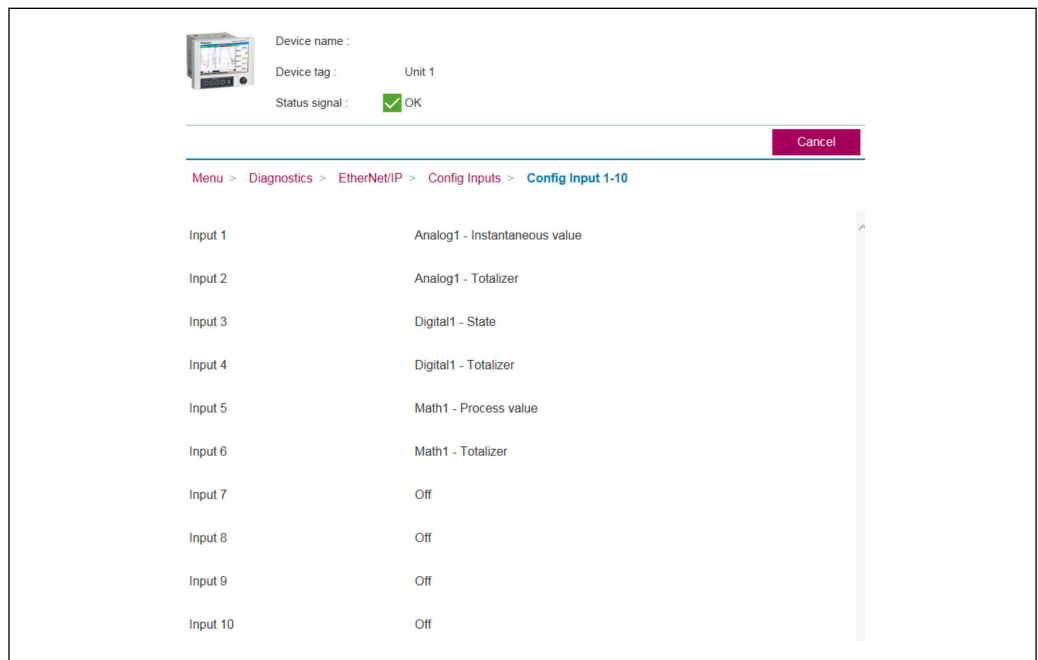 Device name :
Device tag : Unit 1
Status signal : OK
Cancel
Menu > Diagnostics > EtherNet/IP > Config Inputs > Config Input 1-10
Input 1 Analog1 - Instantaneous value
Input 2 Analog1 - Totalizer
Input 3 Digital1 - State
Input 4 Digital1 - Totalizer
Input 5 Math1 - Process value
Input 6 Math1 - Totalizer
Input 7 Off
Input 8 Off
Input 9 Off
Input 10 Off